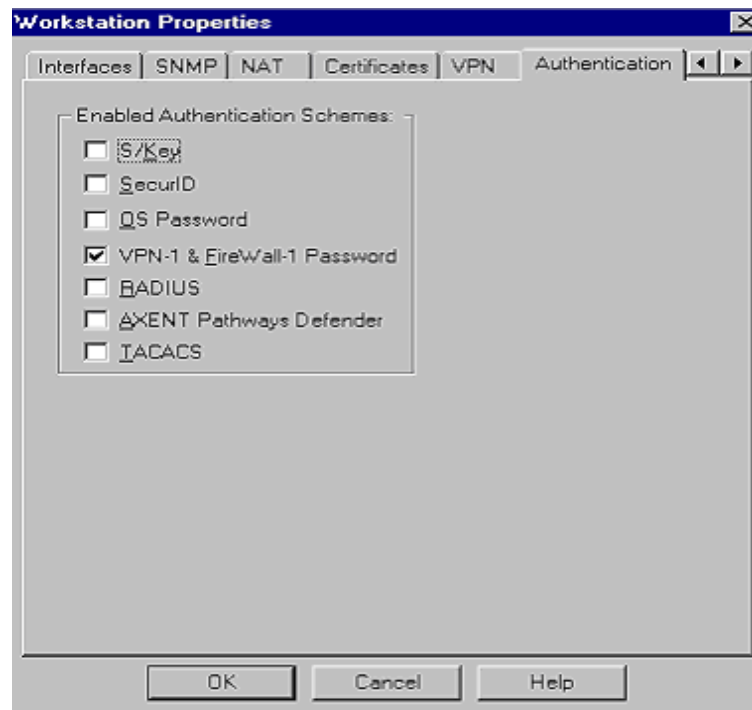 Workstation Properties
Interfaces SNMP NAT Certificates VPN Authentication
Enabled Authentication Schemes:
S/Key
SecurID
OS Password
VPN-1 & FireWall-1 Password
RADIUS
AXENT Pathways Defender
TACACS
OK Cancel Help